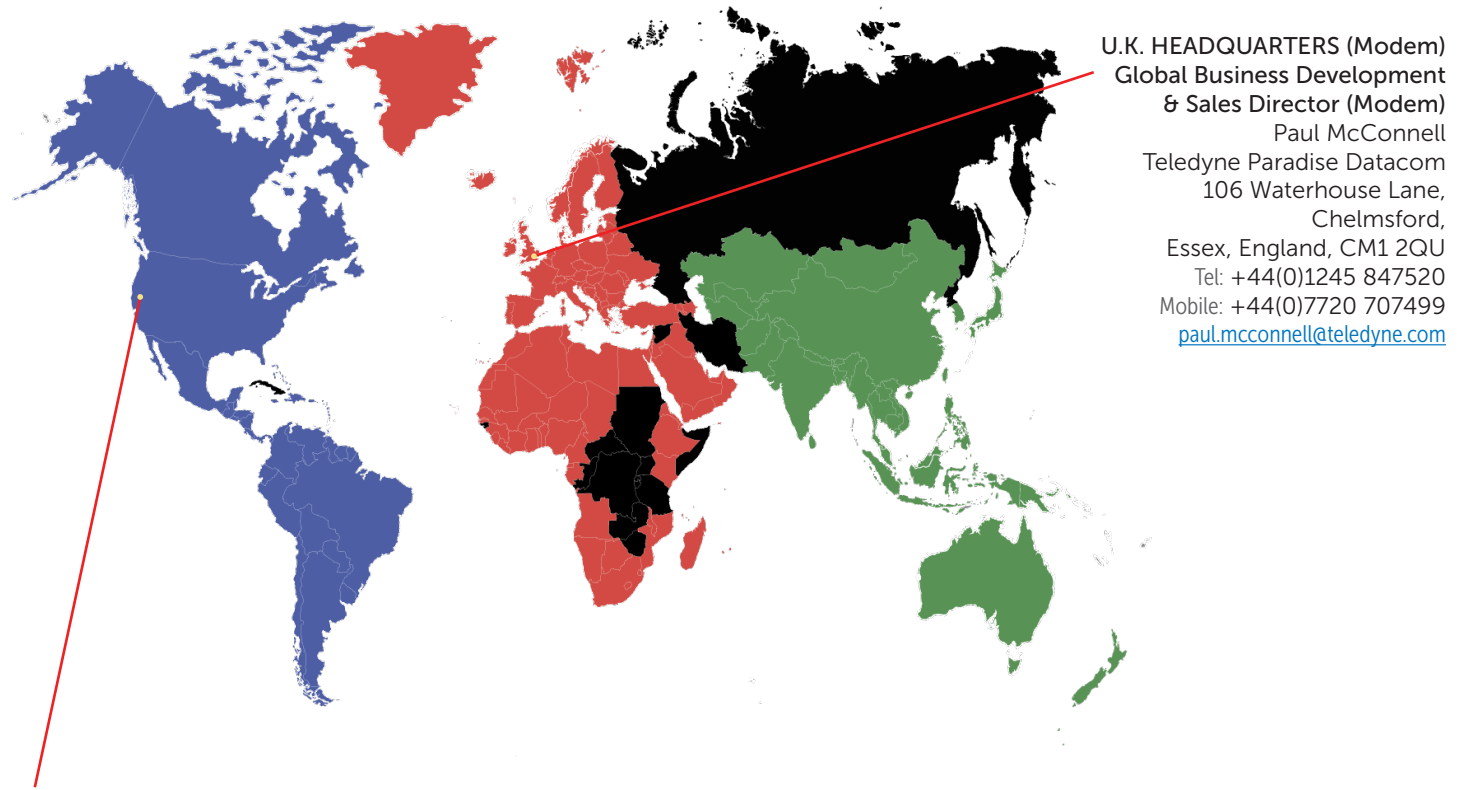 U.K. HEADQUARTERS (Modem)
Global Business Development
& Sales Director (Modem)
Paul McConnell
Teledyne Paradise Datacom
106 Waterhouse Lane,
Chelmsford,
Essex, England, CM1 2QU
Tel: +44(0)1245 847520
Mobile: +44(0)7720 707499
paul.mcconnell@teledyne.com